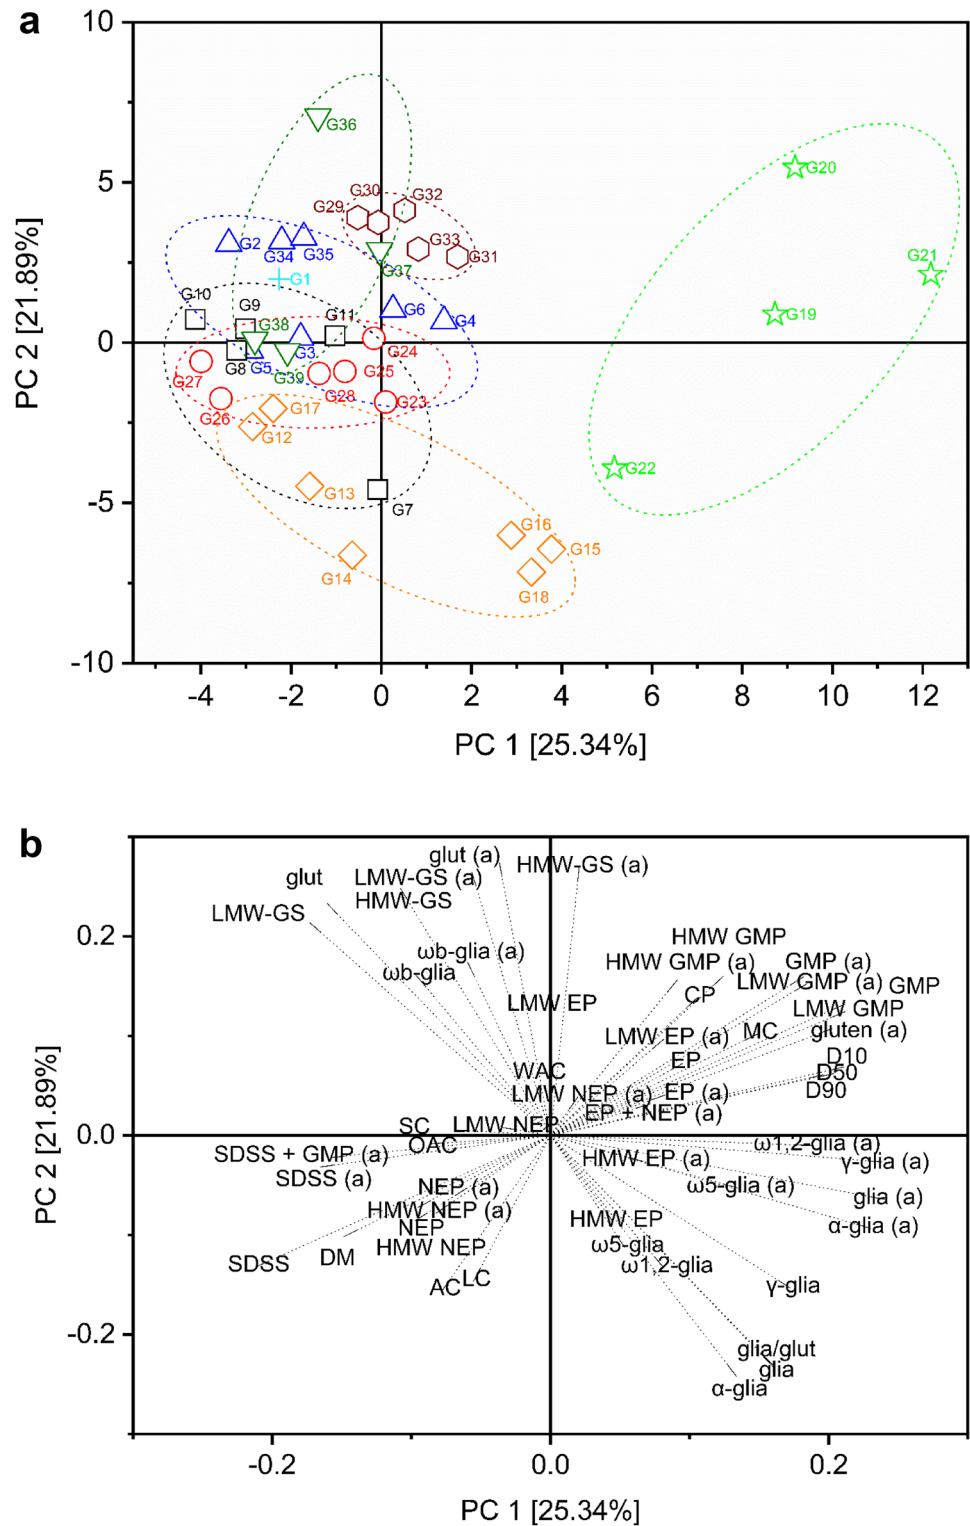 a
10
5
0
-5
-10
PC 2 [21.89%]
G36
G20
G30
G32
G29
G33
G2
G35
G31
G21
G34
G37
G1
G10
G9
G11
G6
G4
G19
G38
G3
G24
G8
G5
G39
G25
G27
G28
G26
G17
G23
G12
G22
G13
G7
G16
G15
G14
G18
-4
-2
0
2
4
6
8
10
12
PC 1 [25.34%]
b
0.2
0.0
-0.2
PC 2 [21.89%]
glut (a)
HMW-GS (a)
glut
LMW-GS (a)
HMW-GS
LMW-GS
HMW GMP
ωb-glia (a)
HMW GMP (a)
GMP (a)
ωb-glia
LMW GMP (a)
GMP
CP
LMW EP
LMW GMP
LMW EP (a)
MC
gluten (a)
EP
D10
WAC
D50
LMW NEP (a)
EP (a)
D90
SC
LMW NEP
EP + NEP (a)
OAC
ω1,2-glia (a)
SDSS + GMP (a)
HMW EP (a)
γ-glia (a)
SDSS (a)
NEP (a)
ω5-glia (a)
glia (a)
HMW NEP (a)
HMW EP
α-glia (a)
NEP
HMW NEP
ω5-glia
SDSS
DM
ω1,2-glia
AC
LC
γ-glia
glia/glut
glia
α-glia
-0.2
0.0
0.2
PC 1 [25.34%]